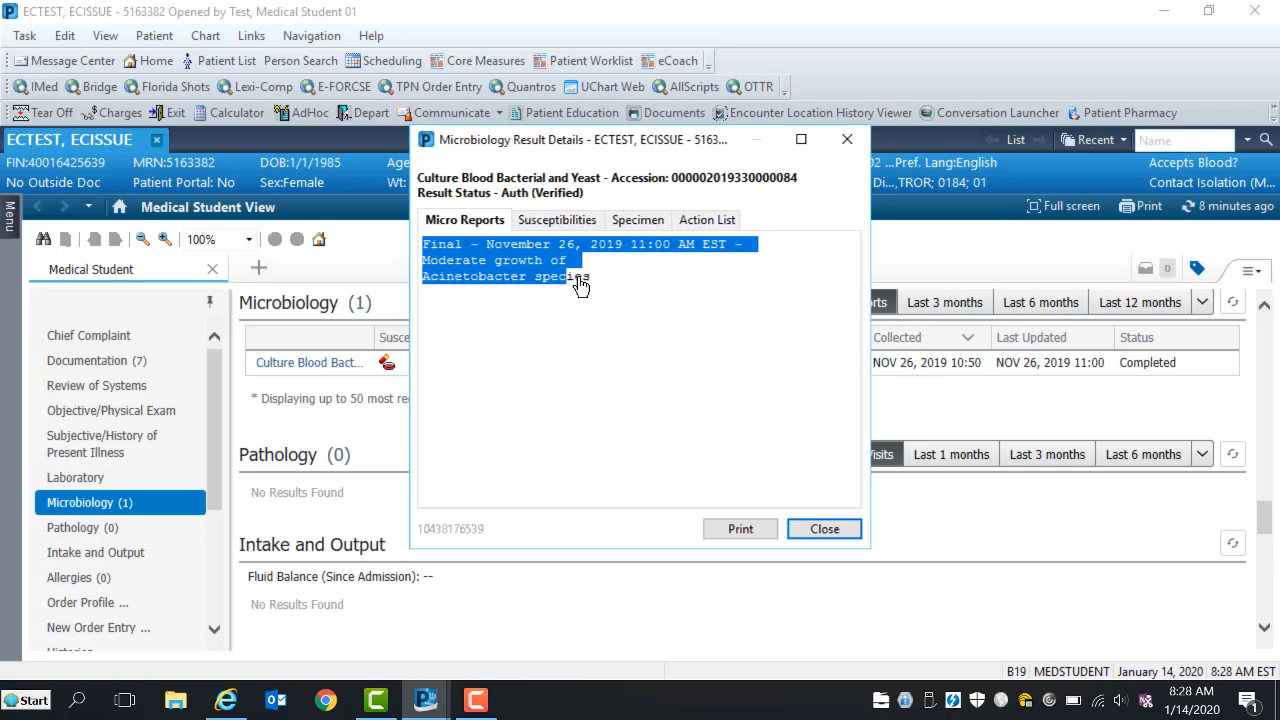 ECTEST, ECISSUE - 5163382 Opened by Test, Medical Student 01
Task Edit View Patient Chart Links Navigation Help
Message Center Home Patient List Person Search Scheduling Core Measures Patient Worklist eCoach
IMed Bridge Florida Shots Lexi-Comp E-FORCSE TPN Order Entry Quantros UChart Web AllScripts OTTR
Tear Off Charges Exit Calculator AdHoc Depart Communicate Patient Education Documents Encounter Location History Viewer Conversation Launcher Patient Pharmacy
ECTEST, ECISSUE List Recent Name
FIN:40016425639 MRN:5163382 DOB:1/1/1985 Age 02 ...Pref. Lang:English Accepts Blood?
No Outside Doc Patient Portal: No Sex:Female Wt: Di...,TROR; 0184; 01 Contact Isolation (M...
Menu
Medical Student View Full screen Print 8 minutes ago
100% 0
Medical Student
Chief Complaint
Documentation (7)
Review of Systems
Objective/Physical Exam
Subjective/History of
Present Illness
Laboratory
Microbiology (1)
Pathology (0)
Intake and Output
Allergies (0)
Order Profile ...
New Order Entry ...
Microbiology (1) orts Last 3 months Last 6 months Last 12 months
Susce Collected Last Updated Status
Culture Blood Bact... NOV 26, 2019 10:50 NOV 26, 2019 11:00 Completed
* Displaying up to 50 most re
Pathology (0) Visits Last 1 months Last 3 months Last 6 months
No Results Found
Intake and Output
Fluid Balance (Since Admission): --
No Results Found
Microbiology Result Details - ECTEST, ECISSUE - 5163...
Culture Blood Bacterial and Yeast - Accession: 000002019330000084
Result Status - Auth (Verified)
Micro Reports Susceptibilities Specimen Action List
Final - November 26, 2019 11:00 AM EST -
Moderate growth of
Acinetobacter species
10438176539 Print Close
B19 MEDSTUDENT January 14, 2020 8:28 AM EST
Start 8:28 AM
1/14/2020 1